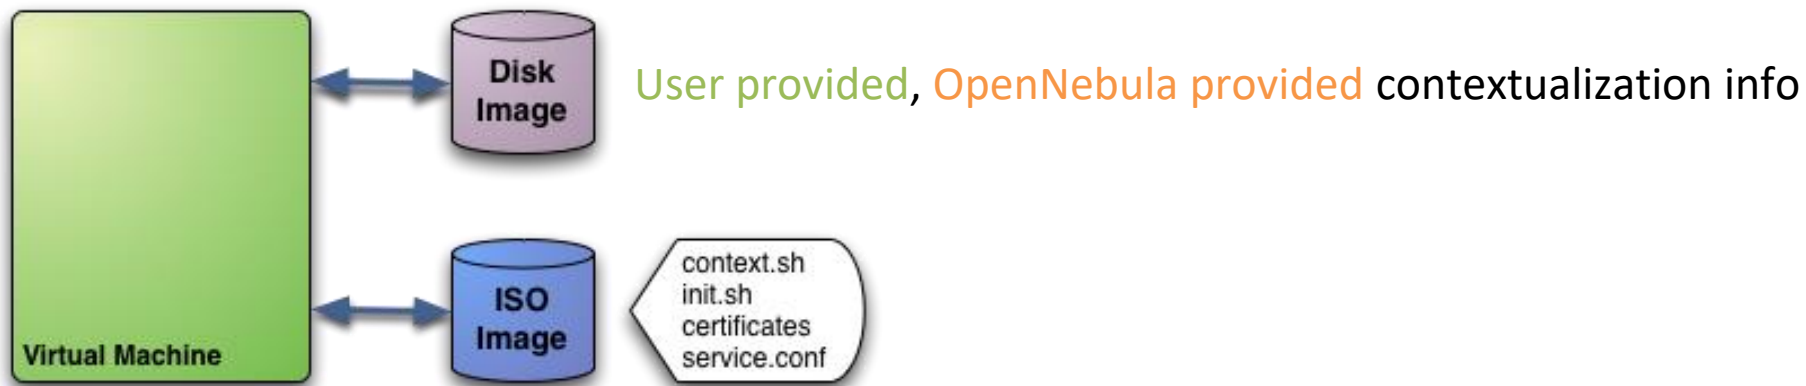 Disk
Image
User provided, OpenNebula provided contextualization info
Virtual Machine
ISO
Image
context.sh
init.sh
certificates
service.conf